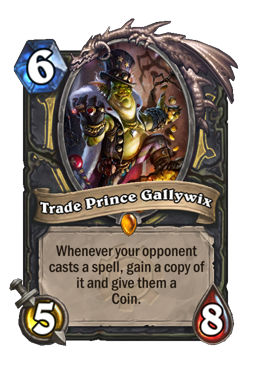 6
Trade Prince Gallywix
Whenever your opponent
casts a spell, gain a copy of
it and give them a
Coin.
5
8